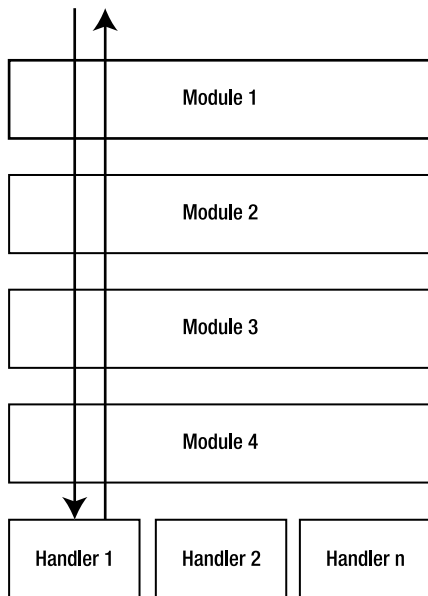 Module 1
Module 2
Module 3
Module 4
Handler 1
Handler 2
Handler n